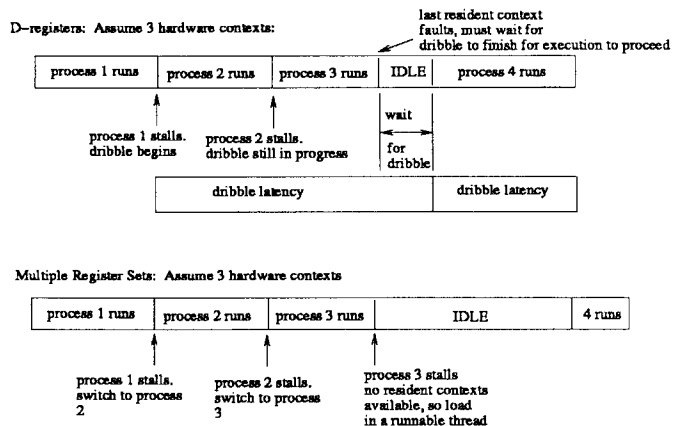 D-registers: Assume 3 hardware contexts:
last resident context
faults, must wait for
dribble to finish for execution to proceed
process 1 runs
process 2 runs
process 3 runs
IDLE
process 4 runs
process 1 stalls.
dribble begins
process 2 stalls.
dribble still in progress
wait
for
dribble
dribble latency
dribble latency
Multiple Register Sets: Assume 3 hardware contexts
process 1 runs
process 2 runs
process 3 runs
IDLE
4 runs
process 1 stalls.
switch to process
2
process 2 stalls.
switch to process
3
process 3 stalls
no resident contexts
available, so load
in a runnable thread